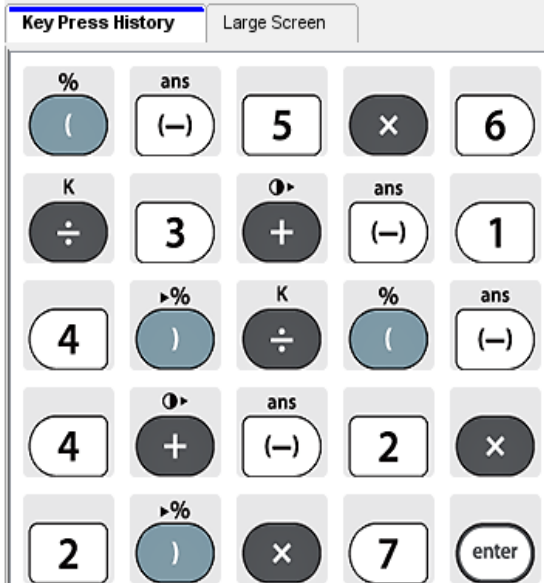 Key Press History Large Screen
% ans
( (−) 5 × 6
K ◑▸ ans
÷ 3 + (−) 1
▸% K % ans
4 ) ÷ ( (−)
◑▸ ans
4 + (−) 2 ×
▸%
2 ) × 7 enter